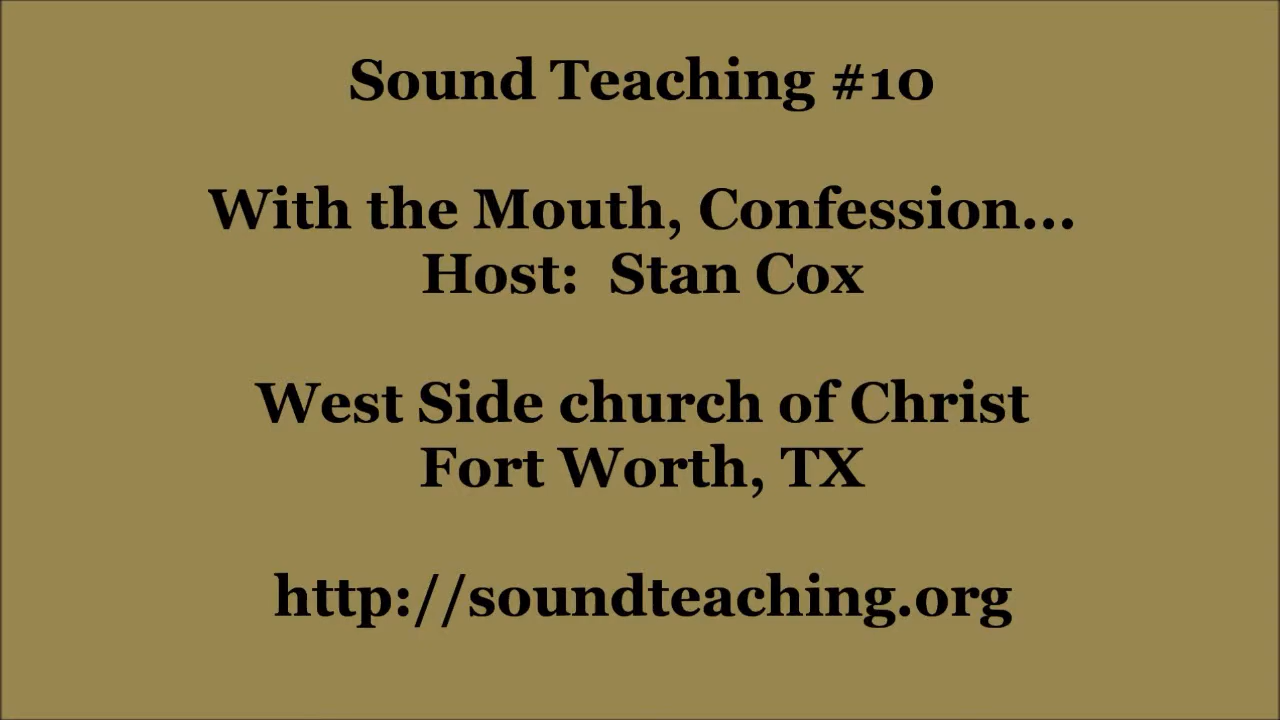 Sound Teaching #10
With the Mouth, Confession...
Host:  Stan Cox
West Side church of Christ
Fort Worth, TX
http://soundteaching.org